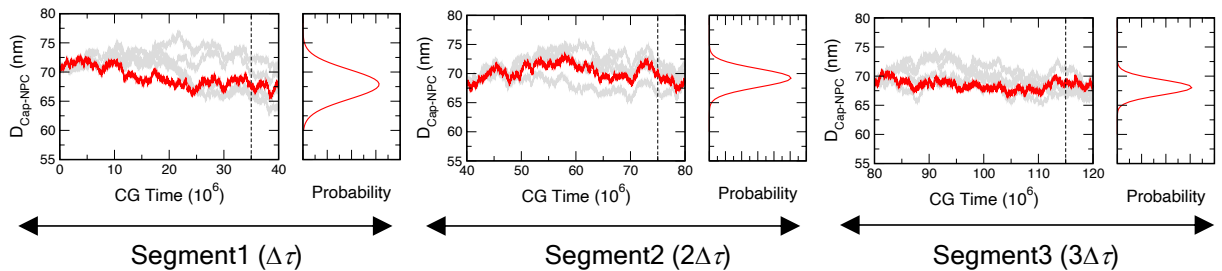 80
75
70
65
60
55
D_Cap-NPC (nm)
0 10 20 30 40
CG Time (10^6)
Probability
Segment1 (Δτ)
80
75
70
65
60
55
D_Cap-NPC (nm)
40 50 60 70 80
CG Time (10^6)
Probability
Segment2 (2Δτ)
80
75
70
65
60
55
D_Cap-NPC (nm)
80 90 100 110 120
CG Time (10^6)
Probability
Segment3 (3Δτ)